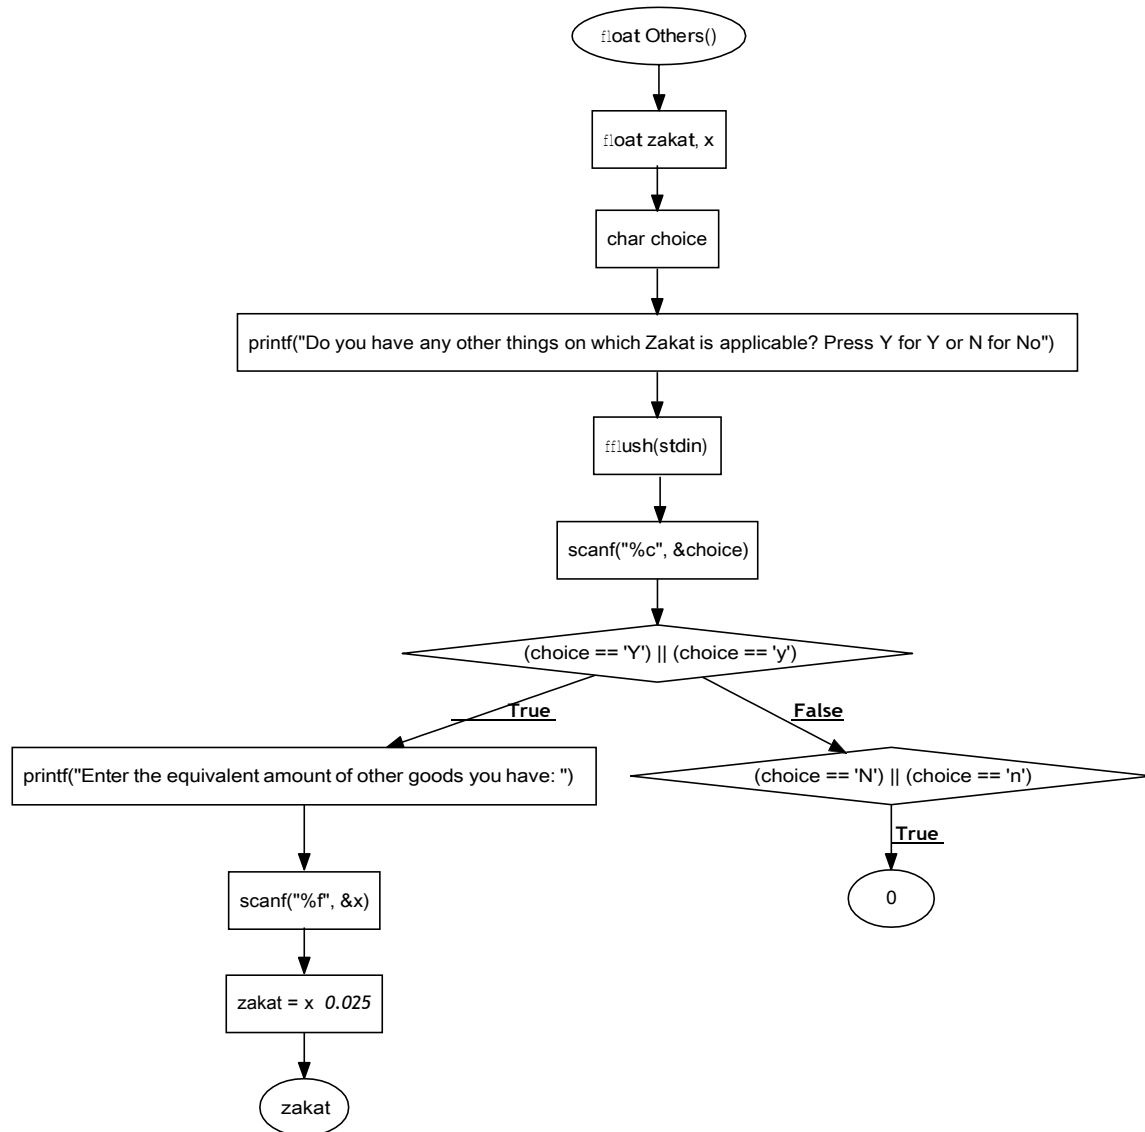 float Others()
float zakat, x
char choice
printf("Do you have any other things on which Zakat is applicable? Press Y for Y or N for No")
fflush(stdin)
scanf("%c", &choice)
(choice == 'Y') || (choice == 'y')
True
False
printf("Enter the equivalent amount of other goods you have: ")
(choice == 'N') || (choice == 'n')
True
scanf("%f", &x)
0
zakat = x 0.025
zakat